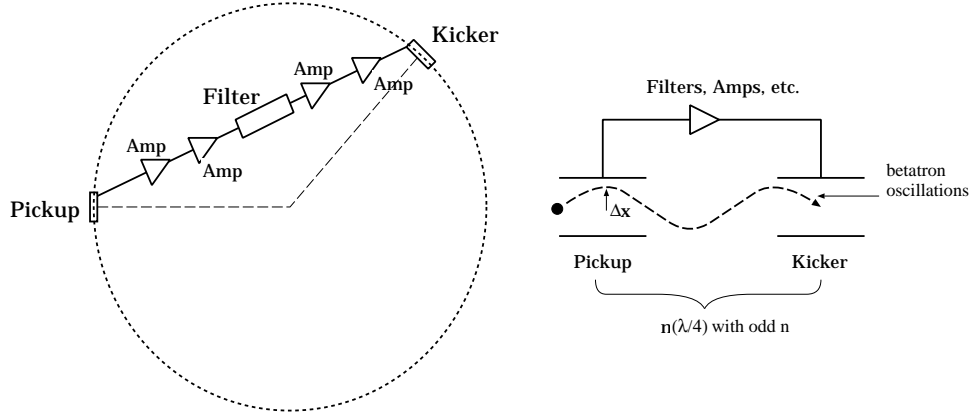 Kicker
Amp
Amp
Filter
Amp
Amp
Pickup
Filters, Amps, etc.
betatron
oscillations
Δx
Pickup
Kicker
n(λ/4) with odd n